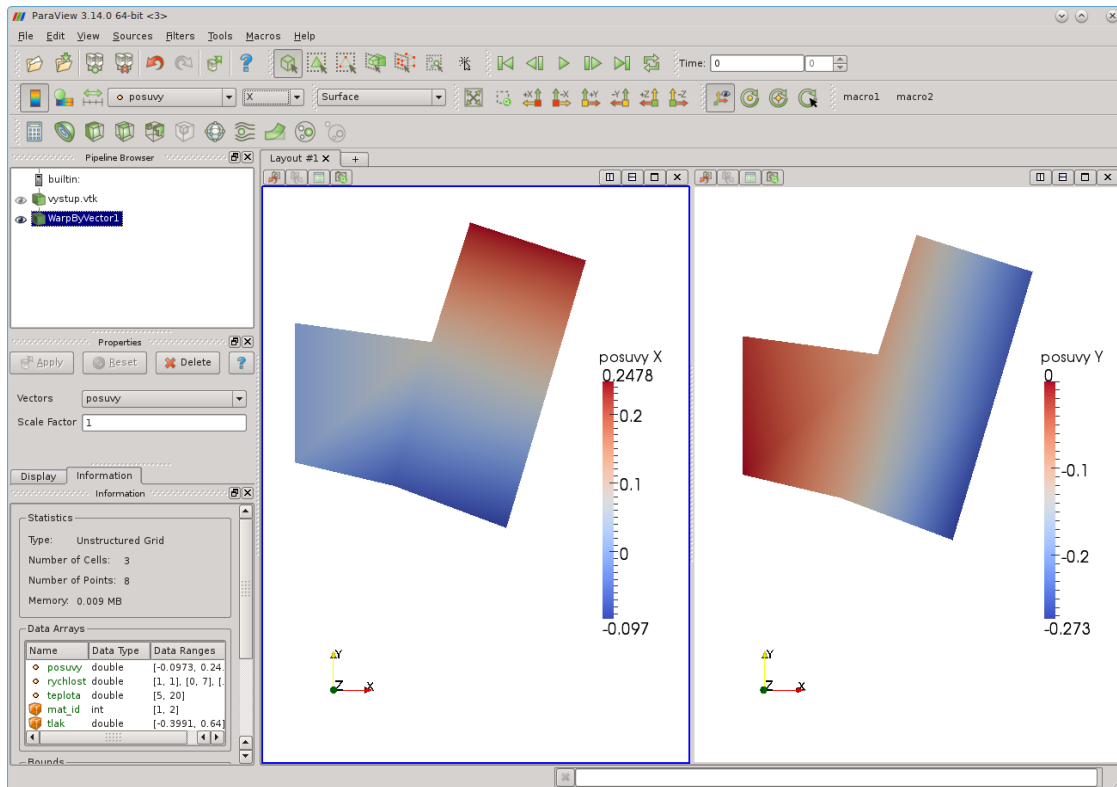 ParaView 3.14.0 64-bit <3>
File Edit View Sources Filters Tools Macros Help
Time: 0 0
posuvy X Surface +X -X +Y -Y +Z -Z macro1 macro2
Pipeline Browser
Layout #1
builtin:
vystup.vtk
WarpByVector1
Properties
Apply Reset Delete ?
Vectors posuvy
Scale Factor 1
Display Information
Information
Statistics
Type: Unstructured Grid
Number of Cells: 3
Number of Points: 8
Memory: 0.009 MB
Data Arrays
Name Data Type Data Ranges
posuvy double [-0.0973, 0.24.
rychlost double [1, 1], [0, 7], [.
teplota double [5, 20]
mat_id int [1, 2]
tlak double [-0.3991, 0.64]
Bounds
posuvy X
0.2478
0.2
0.1
0
-0.097
Y
Z X
posuvy Y
0
-0.1
-0.2
-0.273
Y
Z X